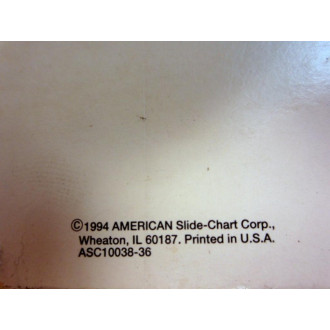 ©1994 AMERICAN Slide-Chart Corp.,
Wheaton, IL 60187. Printed in U.S.A.
ASC10038-36